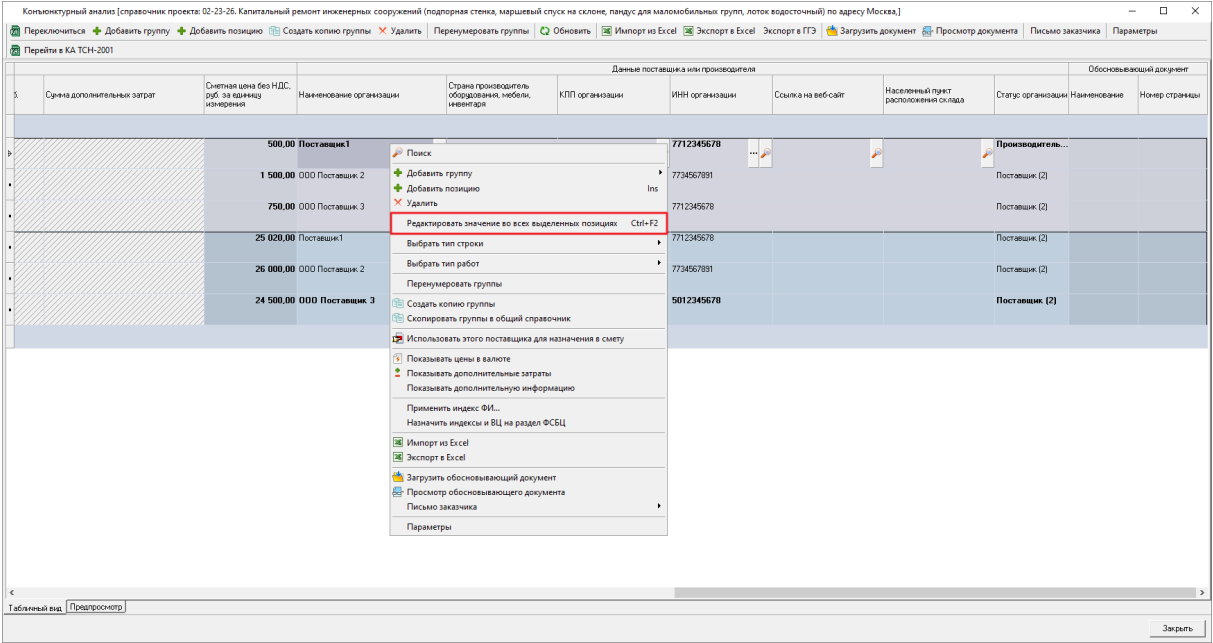 Конъюнктурный анализ [справочник проекта: 02-23-26. Капитальный ремонт инженерных сооружений (подпорная стенка, маршевый спуск на склоне, пандус для маломобильных групп, лоток водосточный) по адресу Москва,]
Переключиться Добавить группу Добавить позицию Создать копию группы Удалить Перенумеровать группы Обновить Импорт из Excel Экспорт в Excel Экспорт в ГГЭ Загрузить документ Просмотр документа Письмо заказчика Параметры
Перейти в КА ТСН-2001
Данные поставщика или производителя Обосновывающий документ
Сумма дополнительных затрат
Сметная цена без НДС, руб. за единицу измерения
Наименование организации
Страна производитель оборудования, мебели, инвентаря
КПП организации
ИНН организации
Ссылка на веб-сайт
Населенный пункт расположения склада
Статус организации
Наименование
Номер страницы
500,00 Поставщик1 7712345678 ... Производитель...
1 500,00 ООО Поставщик 2 7734567891 Поставщик (2)
750,00 ООО Поставщик 3 7712345678 Поставщик (2)
25 020,00 Поставщик1 7712345678 Поставщик (2)
26 000,00 ООО Поставщик 2 7734567891 Поставщик (2)
24 500,00 ООО Поставщик 3 5012345678 Поставщик (2)
Поиск
Добавить группу
Добавить позицию Ins
Удалить
Редактировать значение во всех выделенных позициях Ctrl+F2
Выбрать тип строки
Выбрать тип работ
Перенумеровать группы
Создать копию группы
Скопировать группы в общий справочник
Использовать этого поставщика для назначения в смету
Показывать цены в валюте
Показывать дополнительные затраты
Показывать дополнительную информацию
Применить индекс ФИ...
Назначить индексы и ВЦ на раздел ФСБЦ
Импорт из Excel
Экспорт в Excel
Загрузить обосновывающий документ
Просмотр обосновывающего документа
Письмо заказчика
Параметры
Табличный вид Предпросмотр
Закрыть